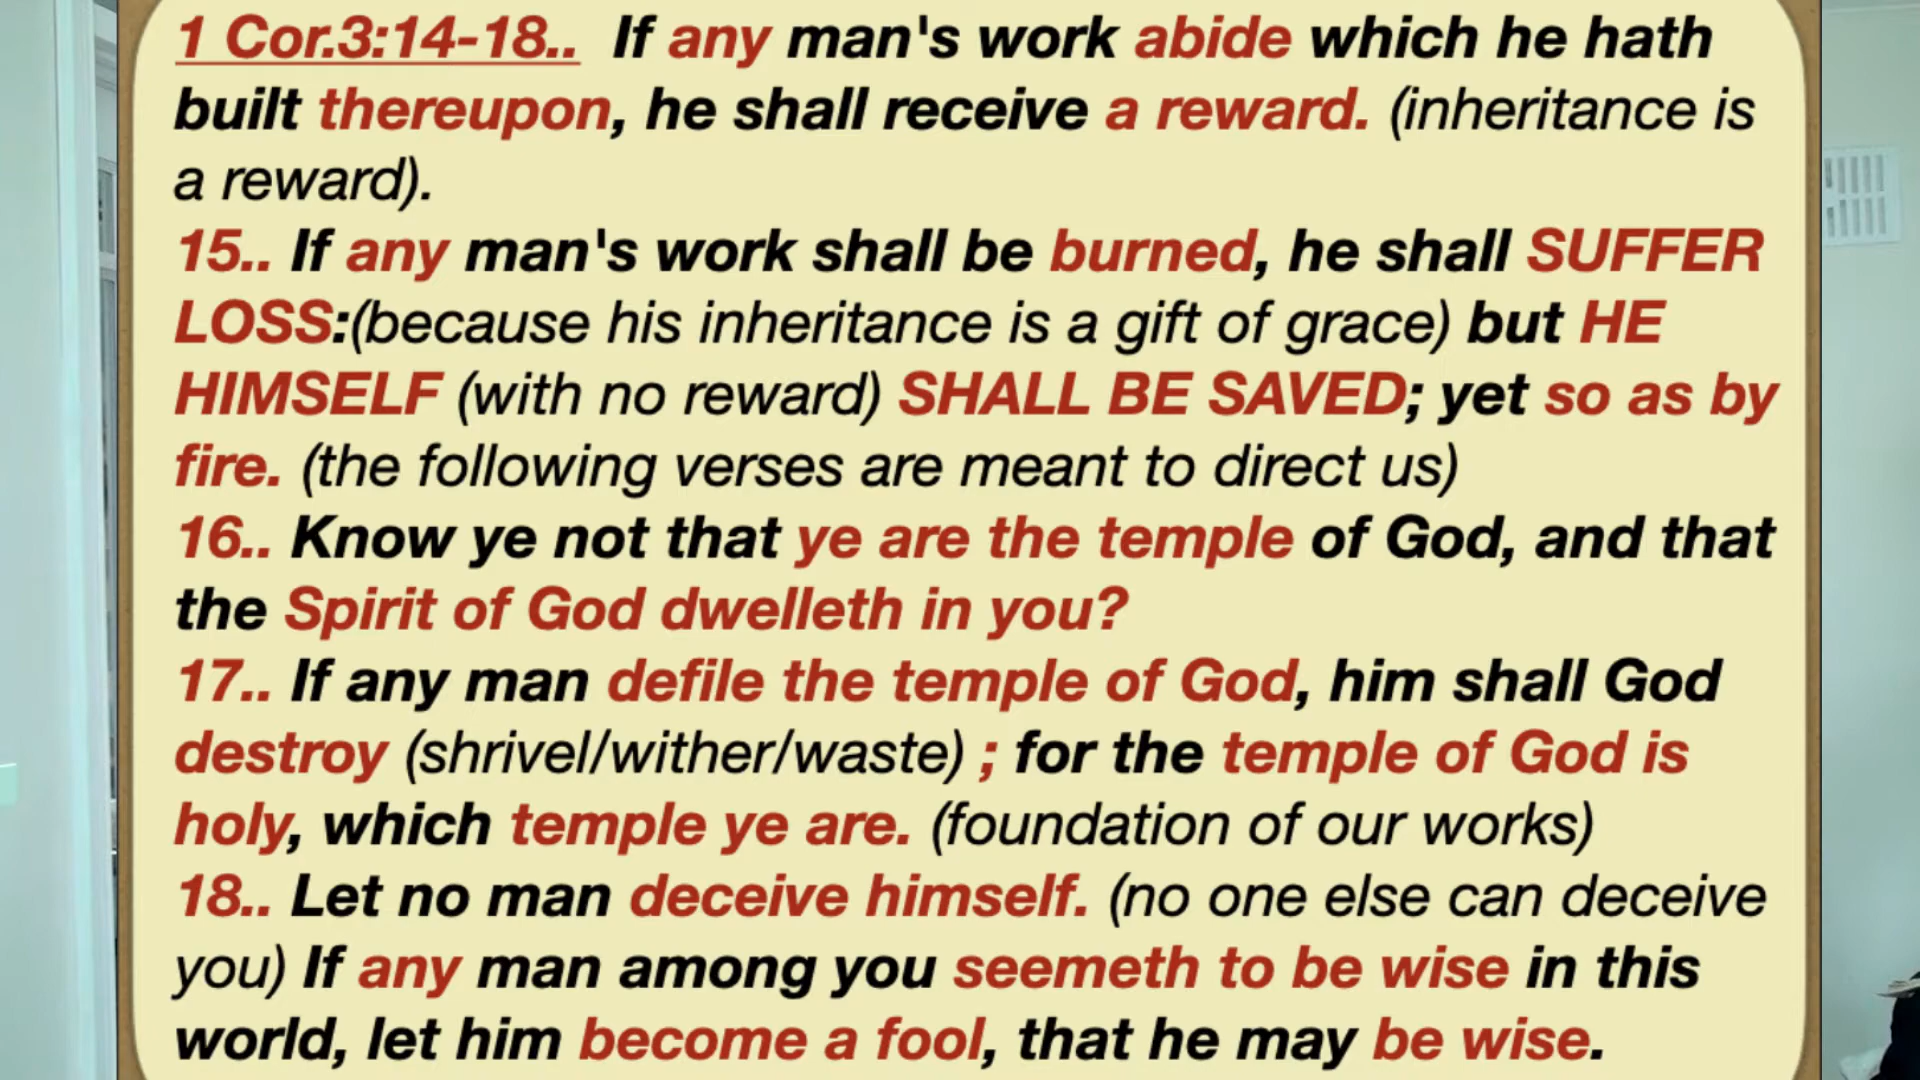 1 Cor.3:14-18.. If any man's work abide which he hath
built thereupon, he shall receive a reward. (inheritance is
a reward).
15.. If any man's work shall be burned, he shall SUFFER
LOSS:(because his inheritance is a gift of grace) but HE
HIMSELF (with no reward) SHALL BE SAVED; yet so as by
fire. (the following verses are meant to direct us)
16.. Know ye not that ye are the temple of God, and that
the Spirit of God dwelleth in you?
17.. If any man defile the temple of God, him shall God
destroy (shrivel/wither/waste) ; for the temple of God is
holy, which temple ye are. (foundation of our works)
18.. Let no man deceive himself. (no one else can deceive
you) If any man among you seemeth to be wise in this
world, let him become a fool, that he may be wise.